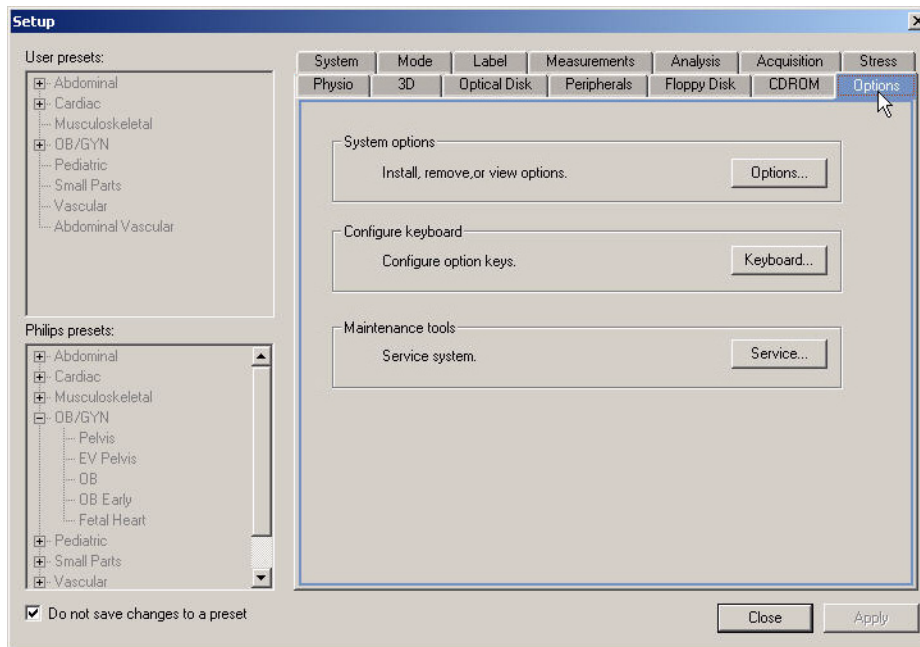 Setup
User presets:
Abdominal
Cardiac
Musculoskeletal
OB/GYN
Pediatric
Small Parts
Vascular
Abdominal Vascular
Philips presets:
Abdominal
Cardiac
Musculoskeletal
OB/GYN
Pelvis
EV Pelvis
OB
OB Early
Fetal Heart
Pediatric
Small Parts
Vascular
Do not save changes to a preset
System Mode Label Measurements Analysis Acquisition Stress
Physio 3D Optical Disk Peripherals Floppy Disk CDROM Options
System options
Install, remove,or view options. Options...
Configure keyboard
Configure option keys. Keyboard...
Maintenance tools
Service system. Service...
Close Apply